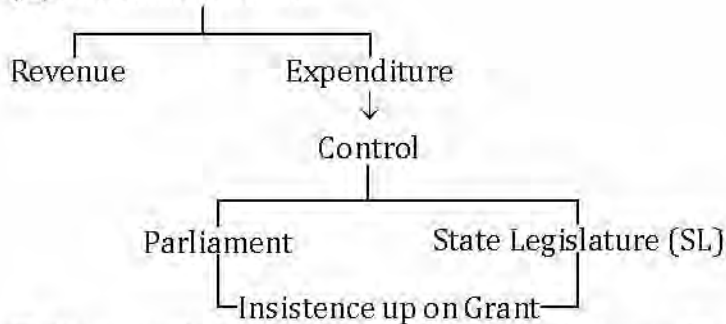 Revenue Expenditure
Control
Parliament State Legislature (SL)
Insistence up on Grant